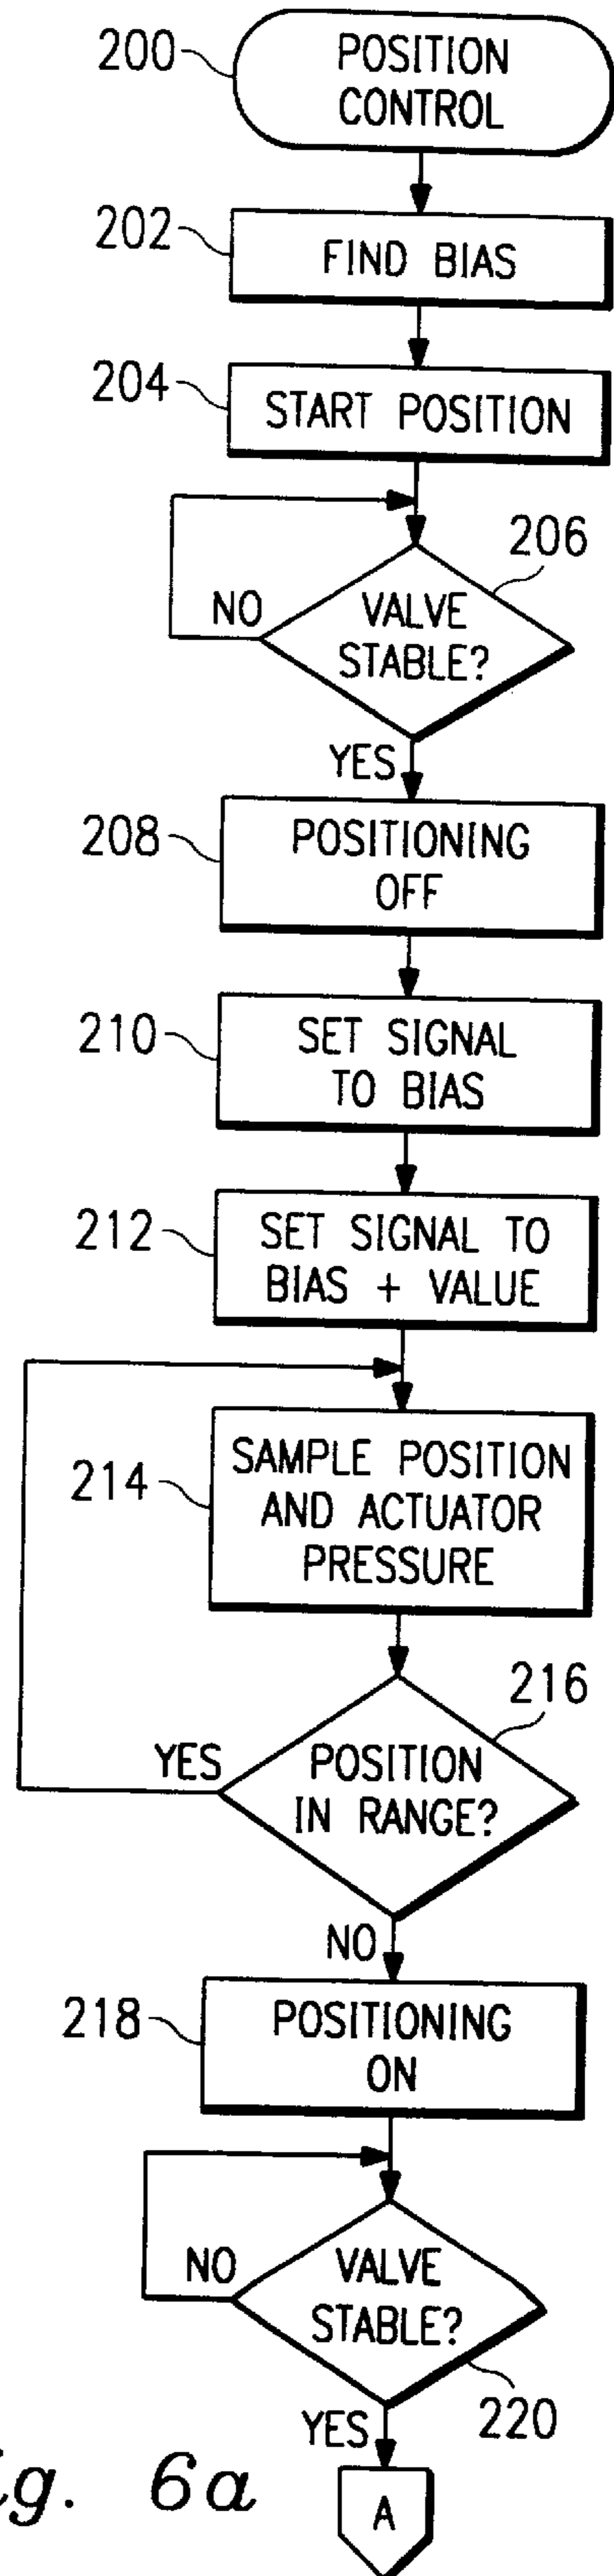 200
POSITION
CONTROL
202
FIND BIAS
204
START POSITION
206
NO
VALVE
STABLE?
YES
208
POSITIONING
OFF
210
SET SIGNAL
TO BIAS
212
SET SIGNAL TO
BIAS + VALUE
214
SAMPLE POSITION
AND ACTUATOR
PRESSURE
216
YES
POSITION
IN RANGE?
NO
218
POSITIONING
ON
NO
VALVE
STABLE?
220
YES
A
ig. 6a